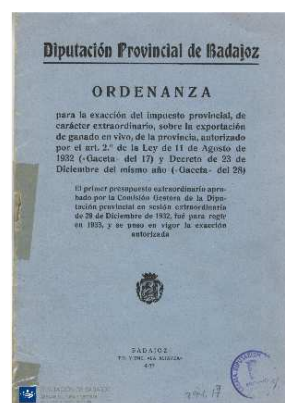 Diputación Provincial de Badajoz
ORDENANZA
para la exacción del impuesto provincial, de
carácter extraordinario, sobre la exportación
de ganado en vivo, de la provincia, autorizado
por el art. 2.º de la Ley de 11 de Agosto de
1932 («Gaceta» del 17) y Decreto de 23 de
Diciembre del mismo año («Gaceta» del 28)
El primer presupuesto extraordinario apro-
bado por la Comisión Gestora de la Dipu-
tación provincial en sesión extraordinaria
de 29 de Diciembre de 1932, fué para regir
en 1933, y se puso en vigor la exacción
autorizada
BADAJOZ
DIPUTACIÓN DE BADAJOZ